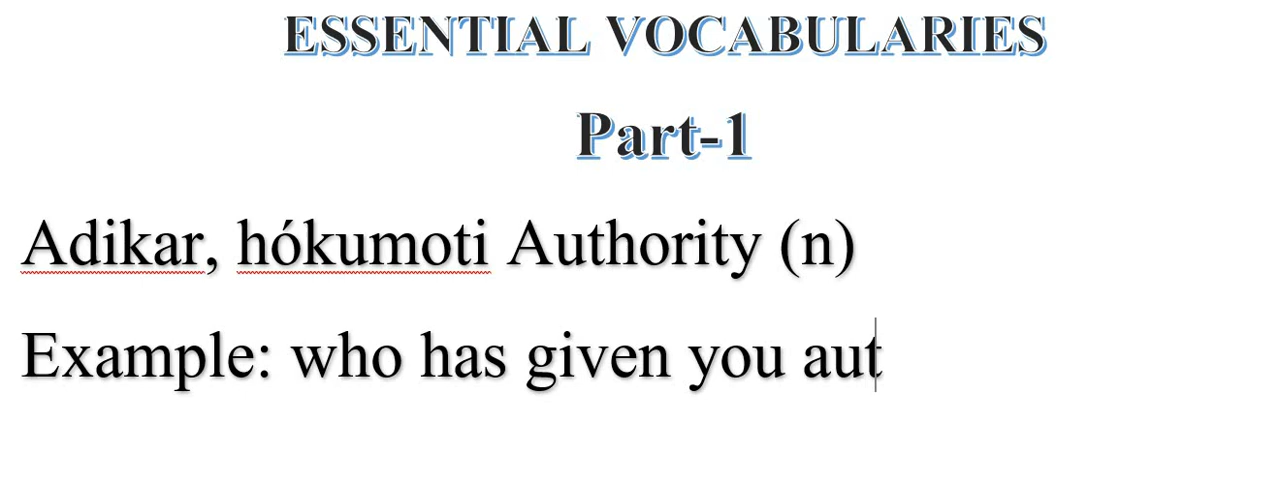 ESSENTIAL VOCABULARIES
Part-1
Adikar, hókumoti Authority (n)
Example: who has given you aut